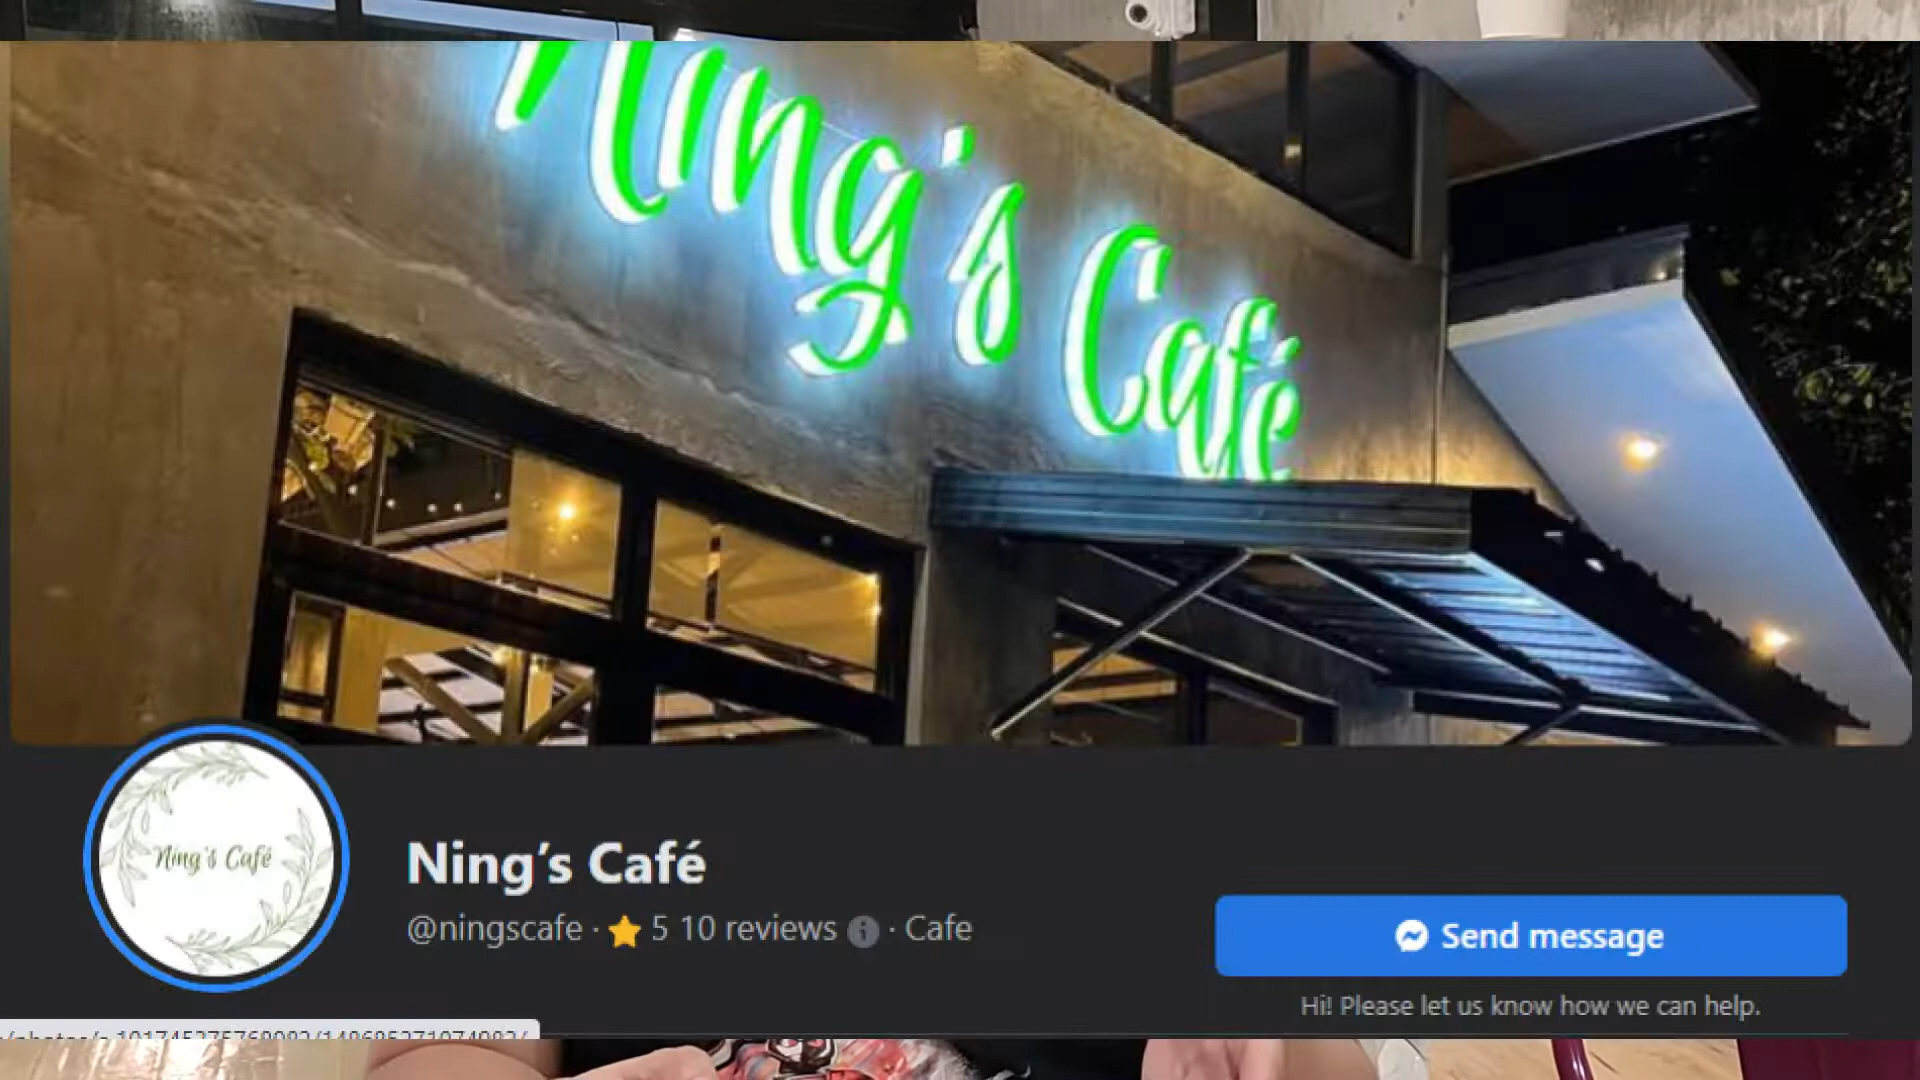 Ning's Café
Ning's Café
Ning's Café
@ningscafe · 5 10 reviews · Cafe
Send message
Hi! Please let us know how we can help.